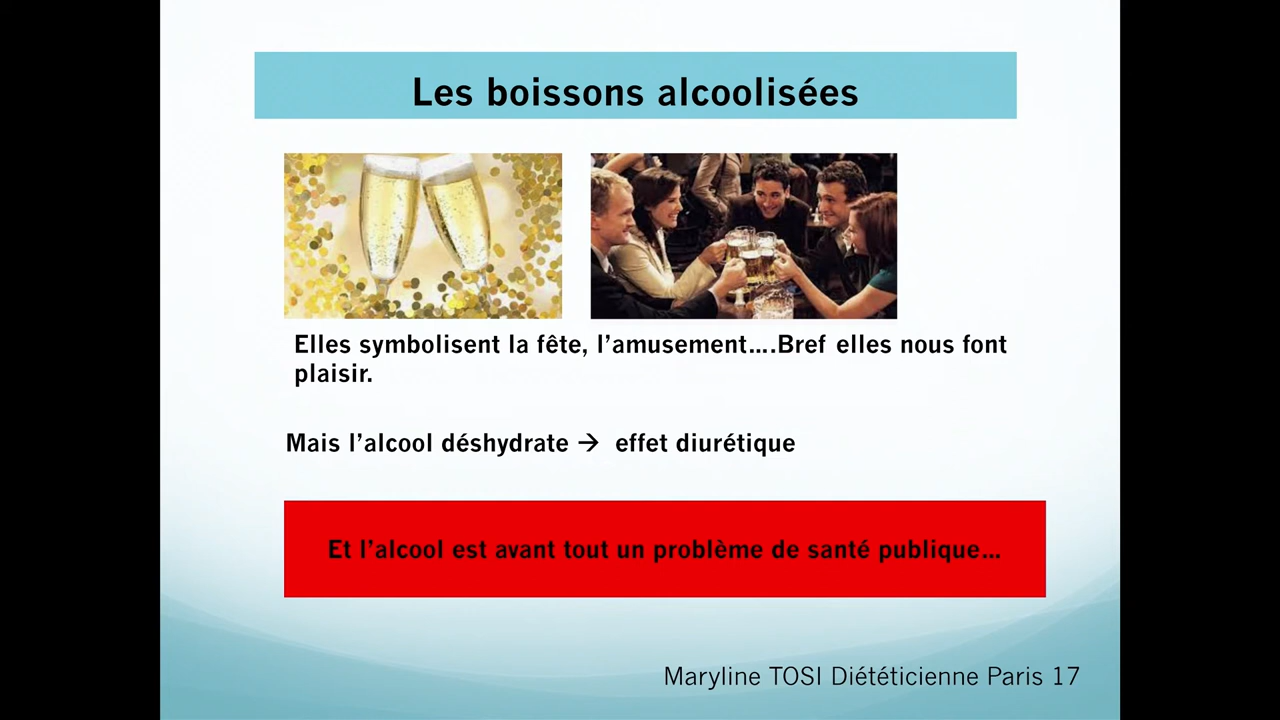 Les boissons alcoolisées
Elles symbolisent la fête, l’amusement….Bref elles nous font
plaisir.
Mais l’alcool déshydrate → effet diurétique
Et l’alcool est avant tout un problème de santé publique…
Maryline TOSI Diététicienne Paris 17